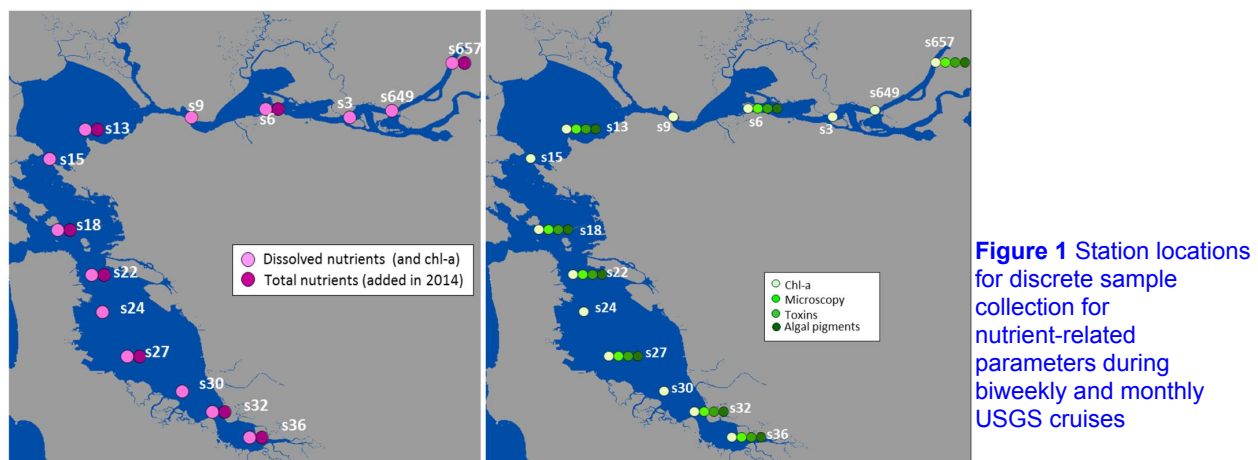 s657
s649
s3
s9
s6
s13
s15
s18
s22
s24
s27
s30
s32
s36
Dissolved nutrients (and chl-a)
Total nutrients (added in 2014)
s657
s649
s3
s9
s6
s13
s15
s18
s22
s24
s27
s30
s32
s36
Chl-a
Microscopy
Toxins
Algal pigments
Figure 1 Station locations
for discrete sample
collection for
nutrient-related
parameters during
biweekly and monthly
USGS cruises